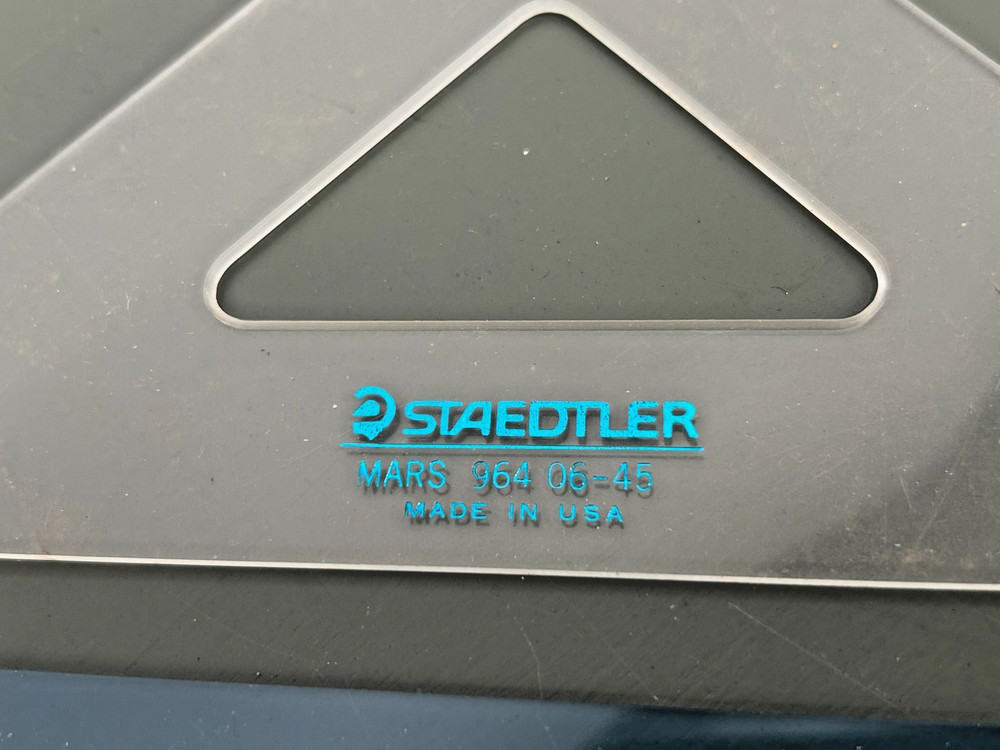 STAEDTLER
MARS 964 06-45
MADE IN USA